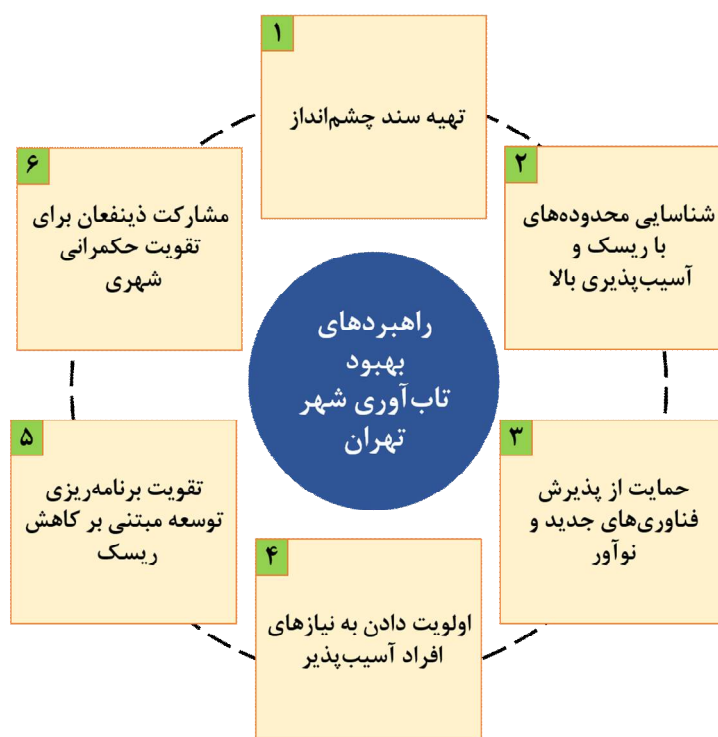 ۱
تهیه سند چشم‌انداز
۲
شناسایی محدوده‌های
با ریسک و
آسیب‌پذیری بالا
۳
حمایت از پذیرش
فناوری‌های جدید و
نوآور
۴
اولویت دادن به نیازهای
افراد آسیب‌پذیر
۵
تقویت برنامه‌ریزی
توسعه مبتنی بر کاهش
ریسک
۶
مشارکت ذینفعان برای
تقویت حکمرانی
شهری
راهبردهای
بهبود
تاب‌آوری شهر
تهران